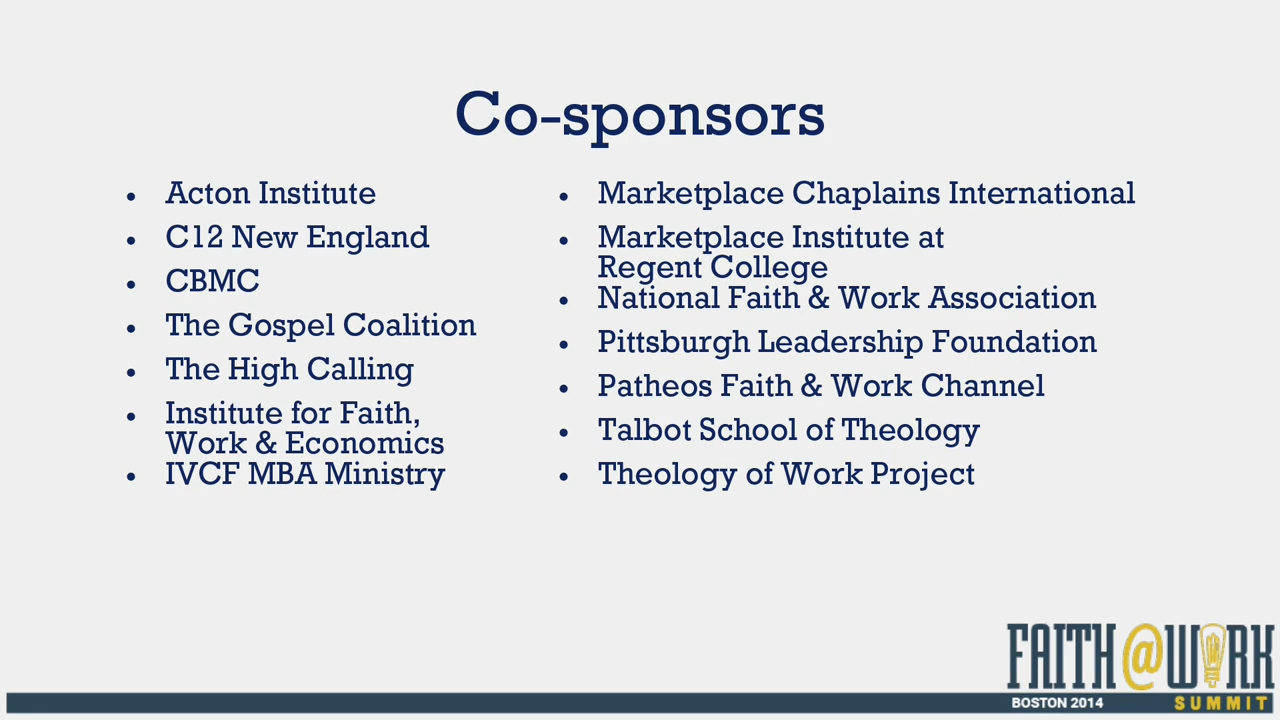 Co-sponsors
• Acton Institute
• C12 New England
• CBMC
• The Gospel Coalition
• The High Calling
• Institute for Faith,
Work & Economics
• IVCF MBA Ministry
• Marketplace Chaplains International
• Marketplace Institute at
Regent College
• National Faith & Work Association
• Pittsburgh Leadership Foundation
• Patheos Faith & Work Channel
• Talbot School of Theology
• Theology of Work Project
FAITH@WORK
BOSTON 2014 SUMMIT